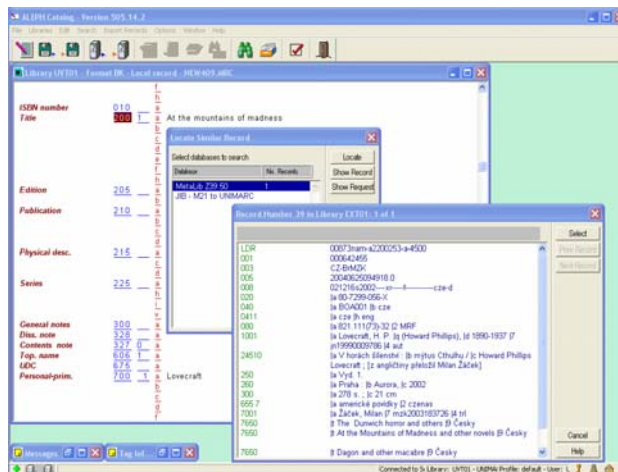 ALEPH Catalog - Version 505.14.2
File Libraries Edit Search Import Records Options Window Help
Library UVT01 - Format BK - Local record - NEW409.MRC
ISBN number 010
Title 200 1 a At the mountains of madness
Edition 205
Publication 210
Physical desc. 215
Series 225
General notes 300
Diss. note 328
Contents note 327 0
Top. name 606 1
UDC 675
Personal-prim. 700 1 a Lovecraft
Locate Similar Record
Select databases to search
Database No. Records
MetaLib Z39.50 1
JIB - M21 to UNIMARC
Locate
Show Record
Show Request
Record Number 39 in Library EXT01: 1 of 1
LDR 00873nam-a2200253-a-4500
001 000642455
003 CZ-BrMZK
005 20040625094918.0
008 021216s2002---xr----f------------cze-d
020 |a 80-7299-056-X
040 |a BOA001 |b cze
0411 |a cze |h eng
080 |a 821.111(73)-32 |2 MRF
1001 |a Lovecraft, H. P. |q (Howard Phillips), |d 1890-1937 |7
jn19990009786 |4 aut
24510 |a V horách šílenství : |b mýtus Cthulhu / |c Howard Phillips
Lovecraft ; [z angličtiny přeložil Milan Žáček]
250 |a Vyd. 1.
260 |a Praha : |b Aurora, |c 2002
300 |a 278 s. ; |c 21 cm
655 7 |a americké povídky |2 czenas
7001 |a Žáček, Milan |7 mzk2003183726 |4 trl
7650 |t The Dunwich horror and others |9 Česky
7650 |t At the Mountains of Madness and other novels |9 Česky
7650 |t Dagon and other macabre |9 Česky
Select
Prev Record
Next Record
Cancel
Help
Messages
Tag Inf...
Connected to Ix Library: UVT01 - UNIMA Profile: default - User: